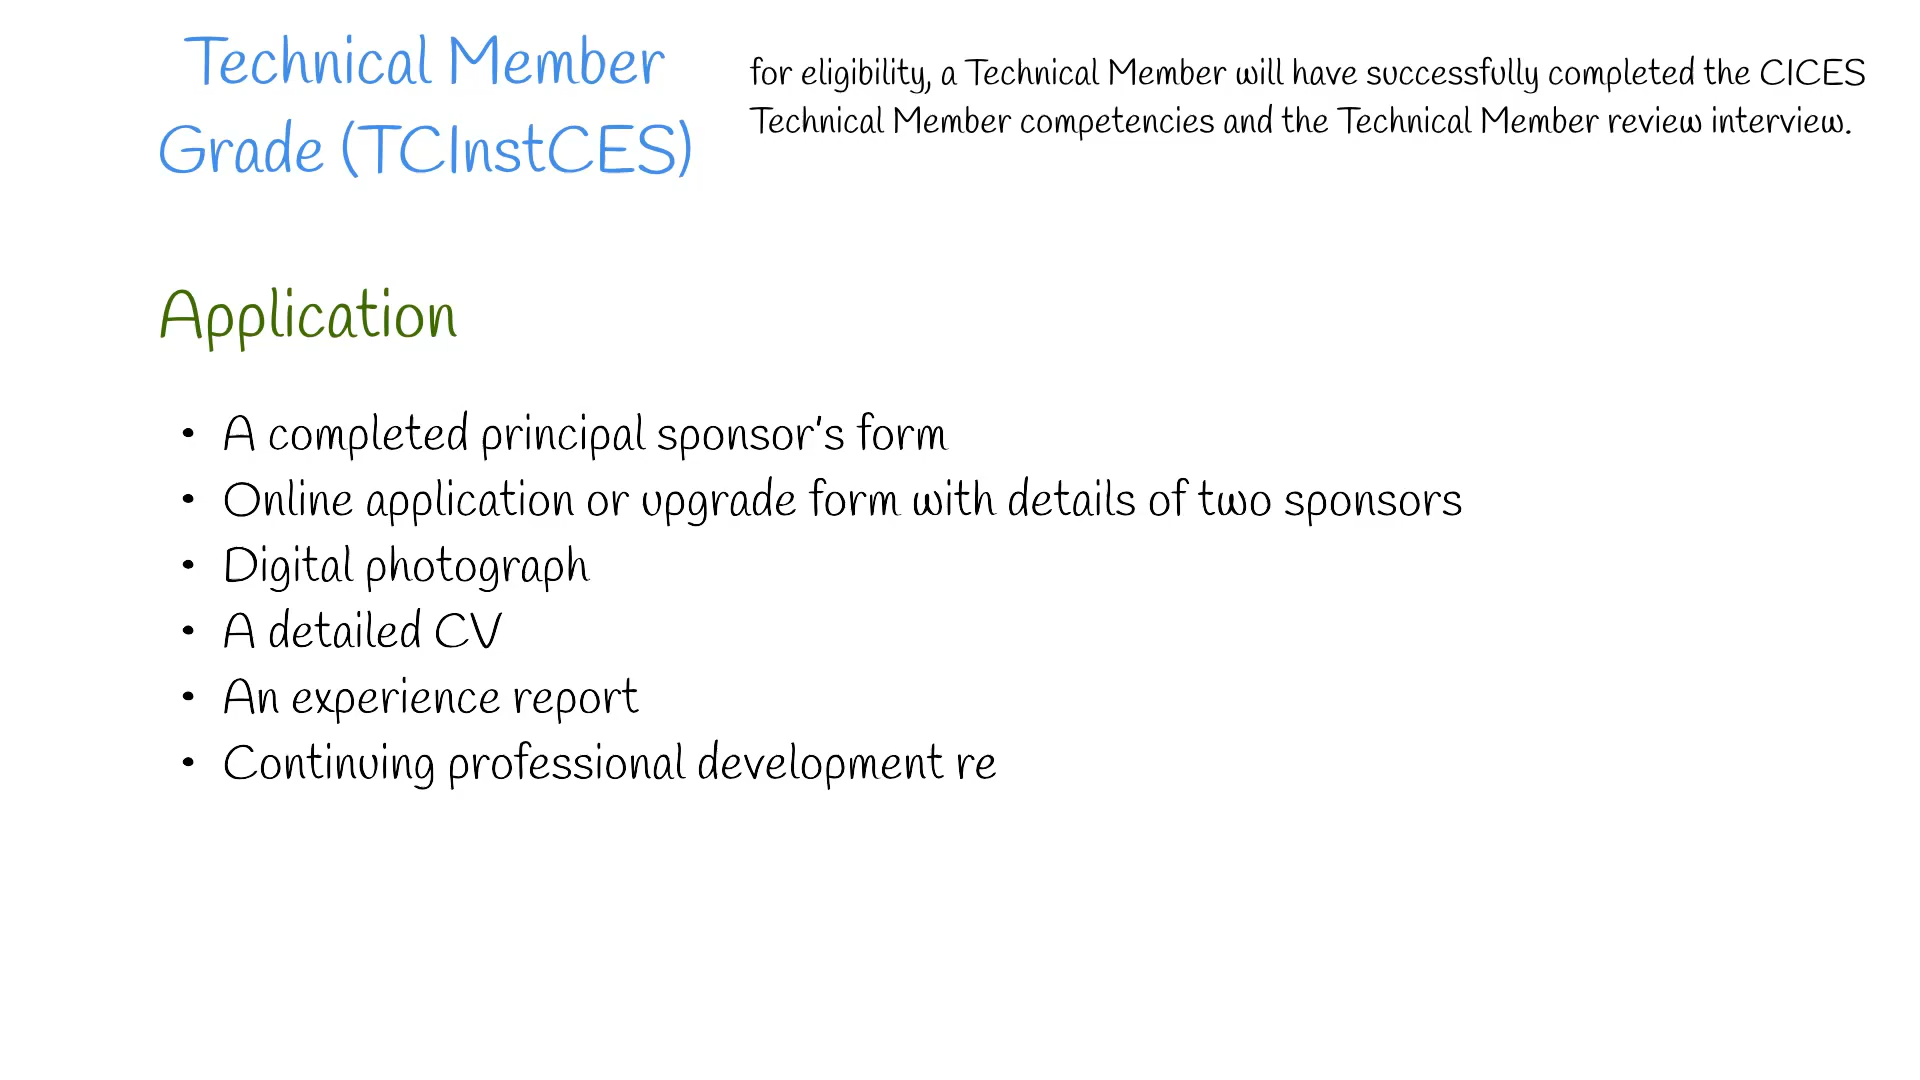 Technical Member
Grade (TCInstCES)
for eligibility, a Technical Member will have successfully completed the CICES
Technical Member competencies and the Technical Member review interview.
Application
• A completed principal sponsor's form
• Online application or upgrade form with details of two sponsors
• Digital photograph
• A detailed CV
• An experience report
• Continuing professional development re